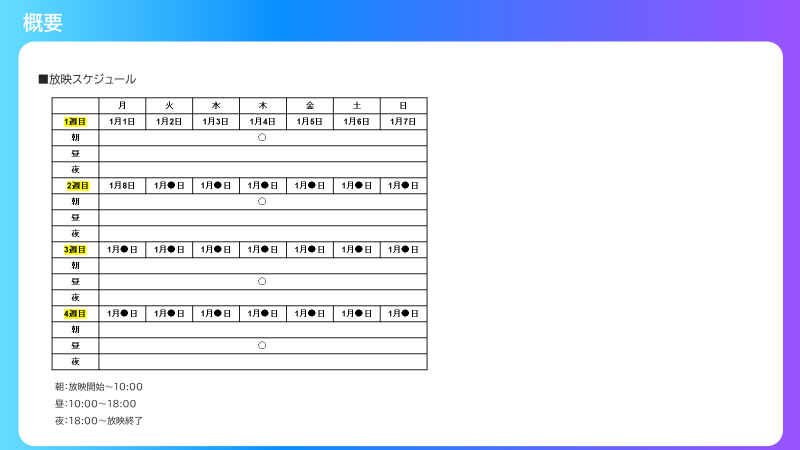 概要
■放映スケジュール
月 火 水 木 金 土 日
1週目 1月1日 1月2日 1月3日 1月4日 1月5日 1月6日 1月7日
朝 ○
昼
夜
2週目 1月8日 1月●日 1月●日 1月●日 1月●日 1月●日 1月●日
朝 ○
昼
夜
3週目 1月●日 1月●日 1月●日 1月●日 1月●日 1月●日 1月●日
朝
昼 ○
夜
4週目 1月●日 1月●日 1月●日 1月●日 1月●日 1月●日 1月●日
朝
昼 ○
夜
朝：放映開始～10:00
昼：10:00～18:00
夜：18:00～放映終了